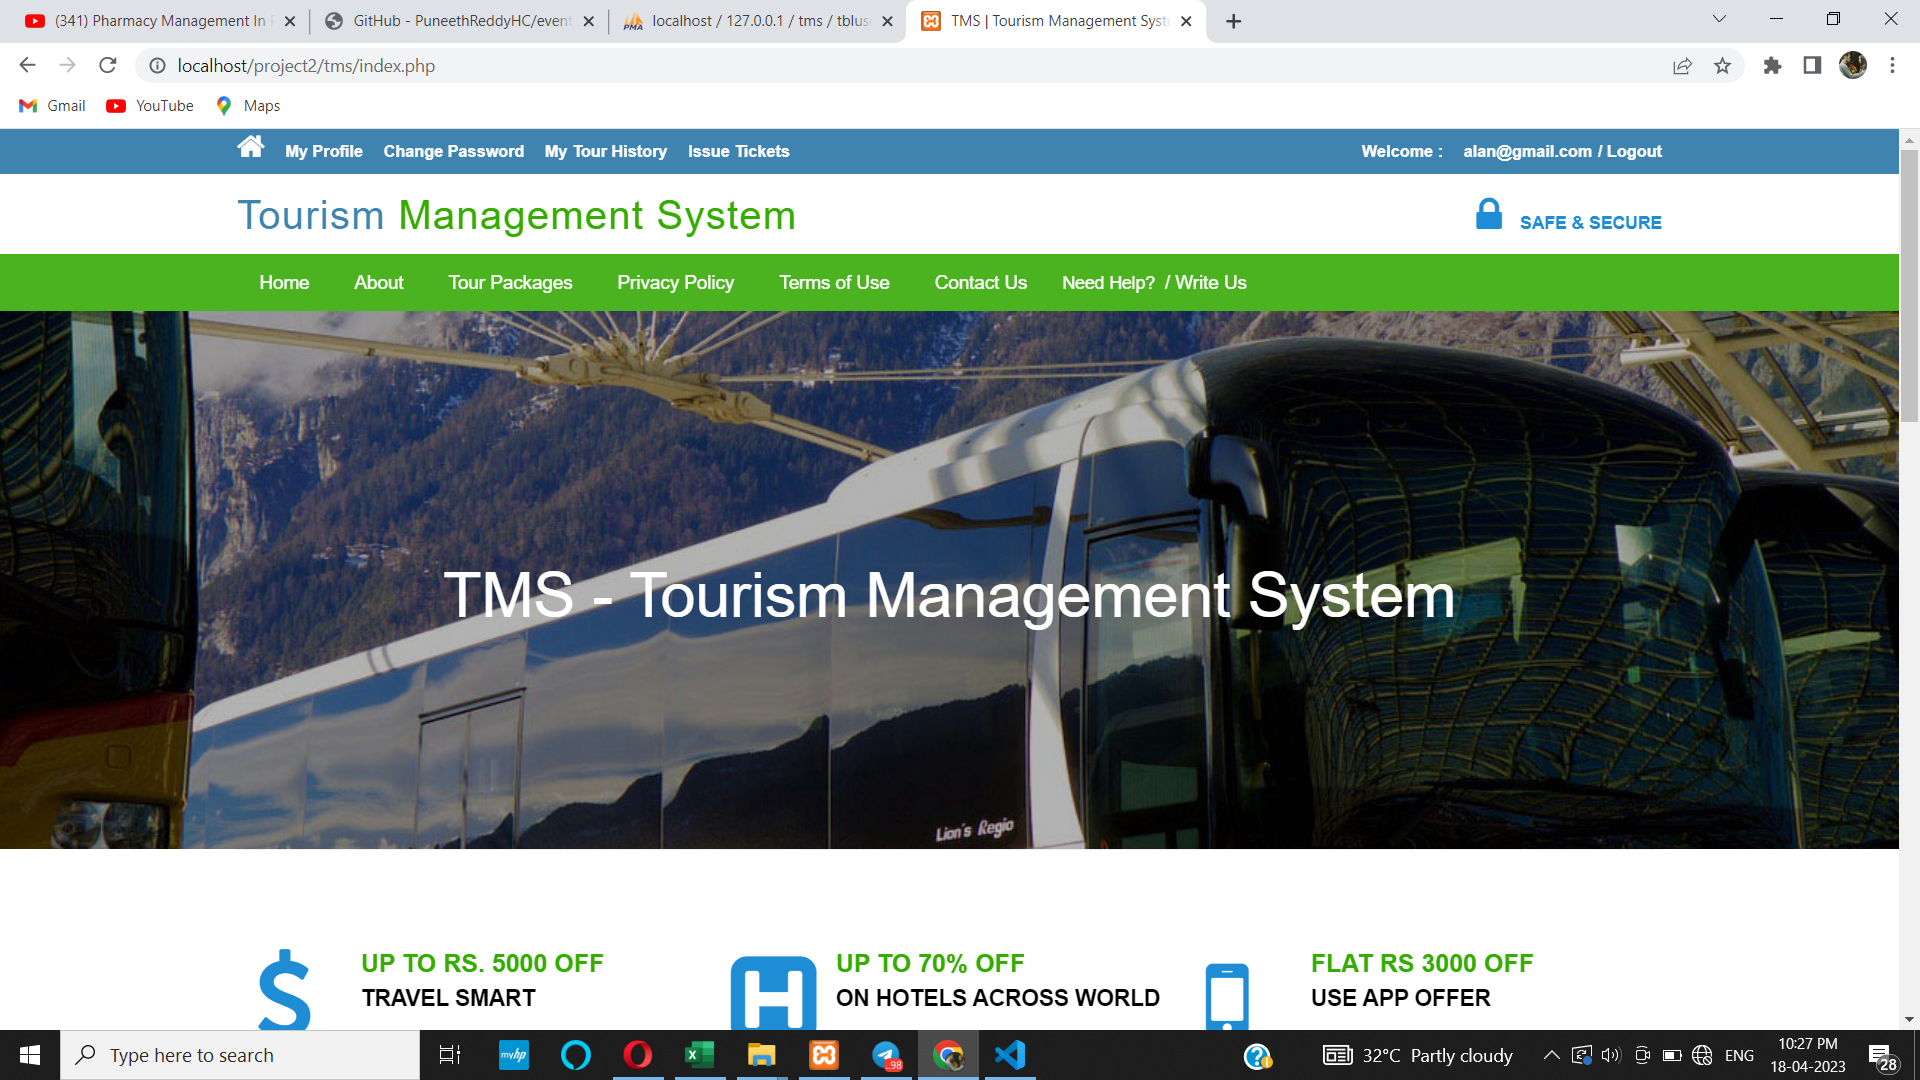 (341) Pharmacy Management In
GitHub - PuneethReddyHC/event
localhost / 127.0.0.1 / tms / tbluse
TMS | Tourism Management Syst
localhost/project2/tms/index.php
Gmail
YouTube
Maps
My Profile
Change Password
My Tour History
Issue Tickets
Welcome :
alan@gmail.com / Logout
Tourism Management System
SAFE & SECURE
Home
About
Tour Packages
Privacy Policy
Terms of Use
Contact Us
Need Help? / Write Us
TMS - Tourism Management System
Lion's Regio
UP TO RS. 5000 OFF
TRAVEL SMART
H
UP TO 70% OFF
ON HOTELS ACROSS WORLD
FLAT RS 3000 OFF
USE APP OFFER
Type here to search
myhp
..98
32°C Partly cloudy
ENG
10:27 PM
18-04-2023
28